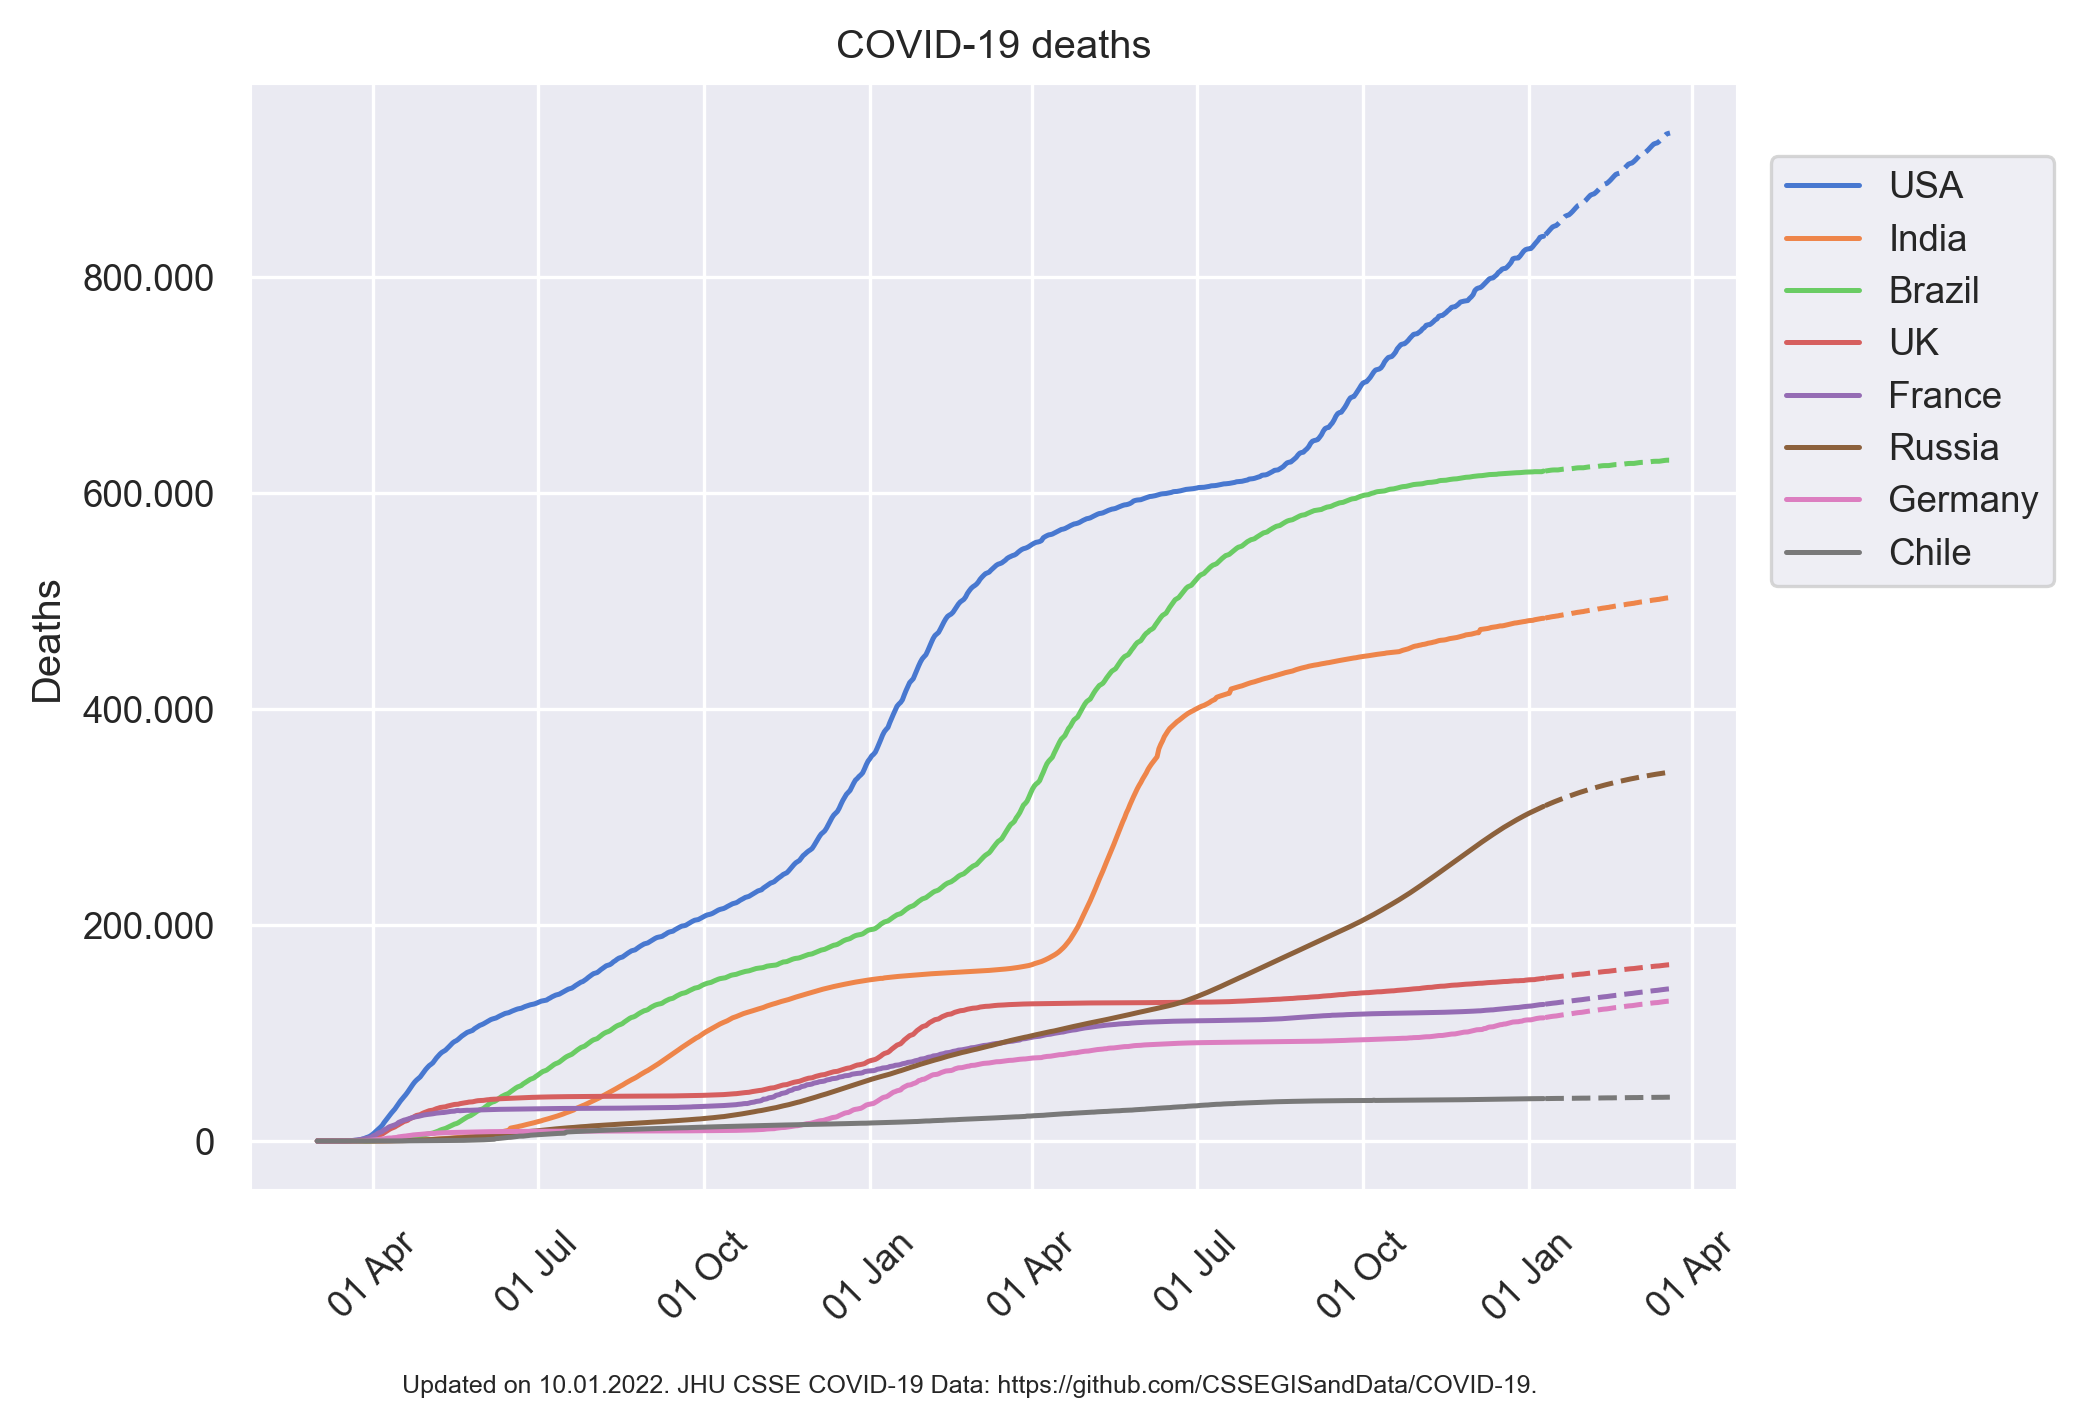 COVID-19 deaths
Deaths
800.000
600.000
400.000
200.000
0
01 Apr
01 Jul
01 Oct
01 Jan
01 Apr
01 Jul
01 Oct
01 Jan
01 Apr
USA
India
Brazil
UK
France
Russia
Germany
Chile
Updated on 10.01.2022. JHU CSSE COVID-19 Data: https://github.com/CSSEGISandData/COVID-19.